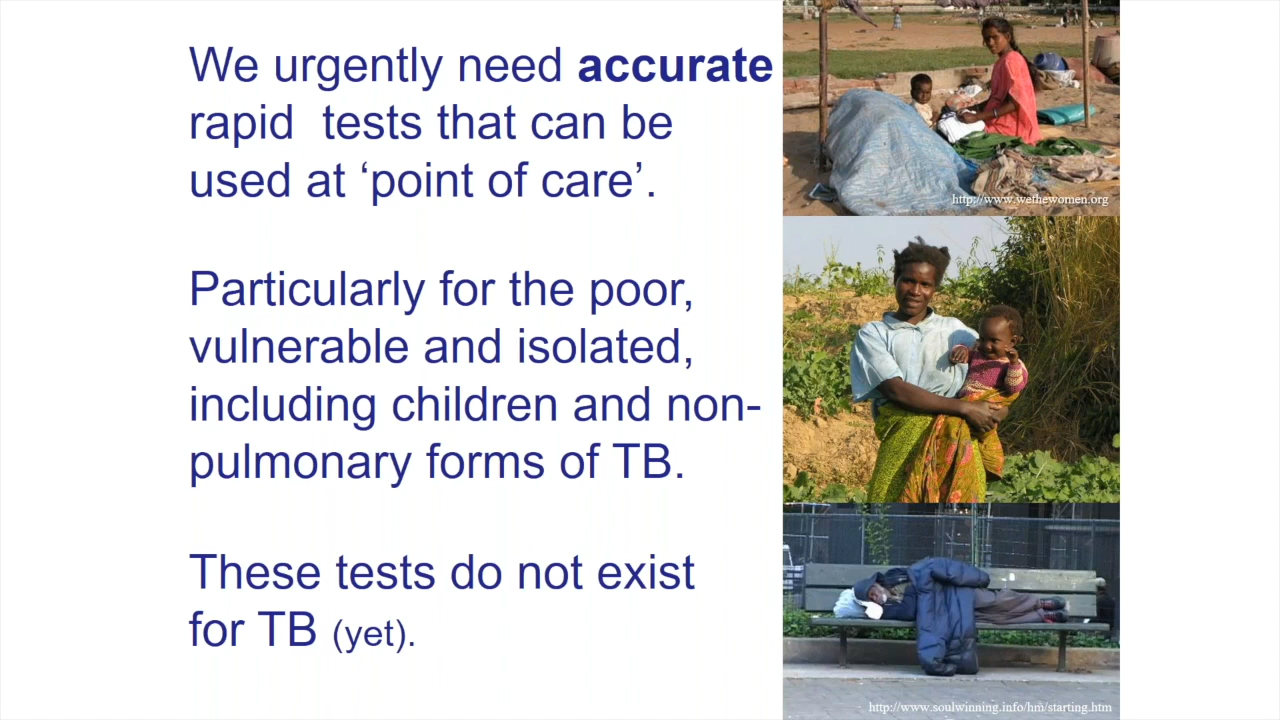 We urgently need accurate
rapid  tests that can be
used at ‘point of care’.
Particularly for the poor,
vulnerable and isolated,
including children and non-
pulmonary forms of TB.
These tests do not exist
for TB (yet).
http://www.wethewomen.org
http://www.soulwinning.info/hm/starting.htm